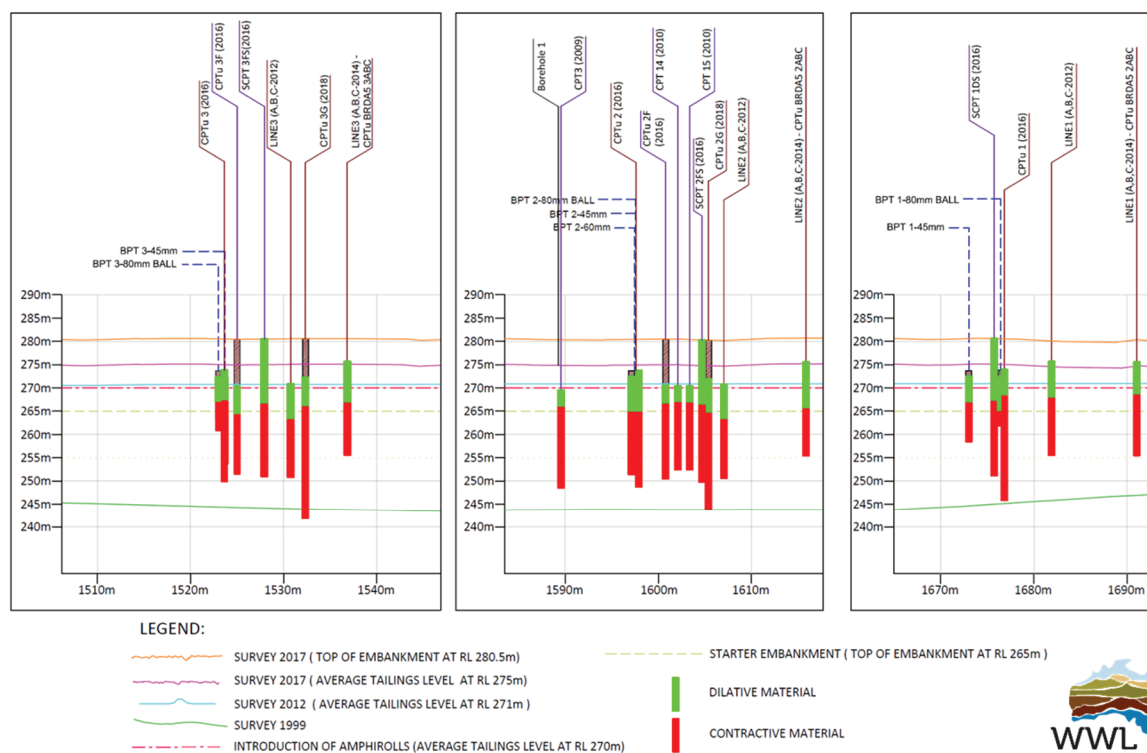 CPTu 3 (2016)
CPTu 3F (2016)
SCPT 3FS(2016)
LINE3 (A,B,C-2012)
CPTu 3G (2018)
LINE3 (A,B,C-2014) -
CPTu BRDA5 3ABC
BPT 3-45mm
BPT 3-80mm BALL
290m
285m
280m
275m
270m
265m
260m
255m
250m
245m
240m
1510m
1520m
1530m
1540m
Borehole 1
CPT3 (2009)
CPTu 2 (2016)
CPTu 2F
(2016)
CPT 14 (2010)
CPT 15 (2010)
SCPT 2FS (2016)
CPTu 2G (2018)
LINE2 (A,B,C-2012)
LINE2 (A,B,C-2014) - CPTu BRDA5 2ABC
BPT 2-80mm BALL
BPT 2-45mm
BPT 2-60mm
290m
285m
280m
275m
270m
265m
260m
255m
250m
245m
240m
1590m
1600m
1610m
SCPT 1DS (2016)
CPTu 1 (2016)
LINE1 (A,B,C-2012)
LINE1 (A,B,C-2014) - CPTu BRDA5 2ABC
BPT 1-80mm BALL
BPT 1-45mm
290m
285m
280m
275m
270m
265m
260m
255m
250m
245m
240m
1670m
1680m
1690m
LEGEND:
SURVEY 2017 ( TOP OF EMBANKMENT AT RL 280.5m)
SURVEY 2017 (AVERAGE TAILINGS LEVEL AT RL 275m)
SURVEY 2012 ( AVERAGE TAILINGS LEVEL AT RL 271m )
SURVEY 1999
INTRODUCTION OF AMPHIROLLS (AVERAGE TAILINGS LEVEL AT RL 270m)
STARTER EMBANKMENT ( TOP OF EMBANKMENT AT RL 265m )
DILATIVE MATERIAL
CONTRACTIVE MATERIAL
WWL